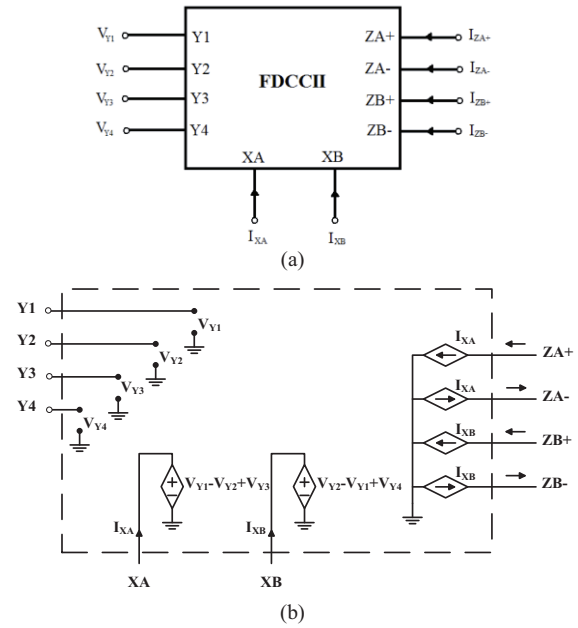 V_Y1 Y1 ZA+ I_ZA+
V_Y2 Y2 ZA- I_ZA-
V_Y3 Y3 FDCCII ZB+ I_ZB+
V_Y4 Y4 ZB- I_ZB-
XA XB
I_XA I_XB
(a)
Y1
V_Y1
Y2
V_Y2
Y3
V_Y3
Y4
V_Y4
I_XA
ZA+
I_XA
ZA-
I_XB
ZB+
I_XB
ZB-
V_Y1-V_Y2+V_Y3
V_Y2-V_Y1+V_Y4
I_XA I_XB
XA XB
(b)